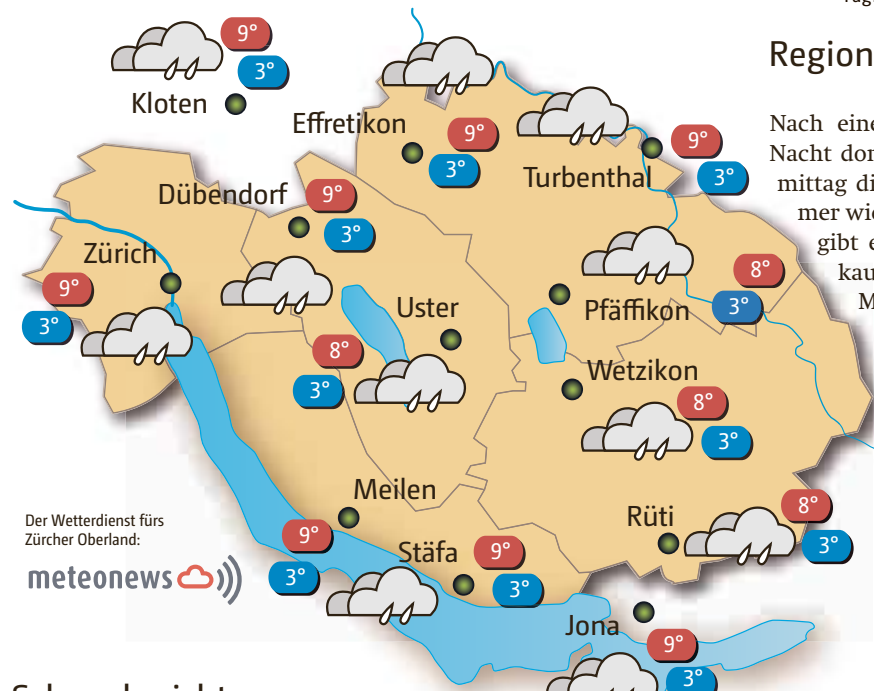 9°
3°
Kloten
Region
Effretikon
9°
3°
Nach eine
Nacht don
mittag di
mer wie
gibt e
kau
M
Turbenthal
9°
3°
Dübendorf
9°
3°
Zürich
9°
3°
Uster
8°
3°
Pfäffikon
8°
3°
Wetzikon
8°
3°
Meilen
9°
3°
Stäfa
9°
3°
Rüti
8°
3°
Jona
9°
3°
Der Wetterdienst fürs
Zürcher Oberland:
meteonews